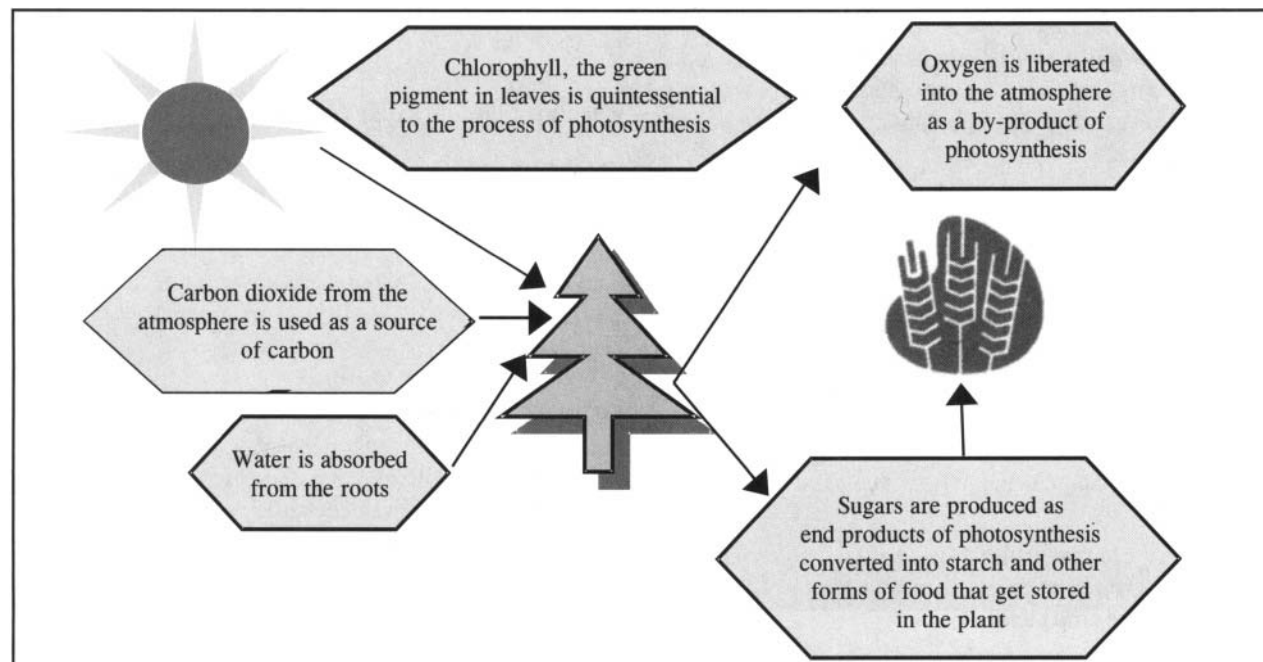 Chlorophyll, the green
pigment in leaves is quintessential
to the process of photosynthesis
Oxygen is liberated
into the atmosphere
as a by-product of
photosynthesis
Carbon dioxide from the
atmosphere is used as a source
of carbon
Water is absorbed
from the roots
Sugars are produced as
end products of photosynthesis
converted into starch and other
forms of food that get stored
in the plant